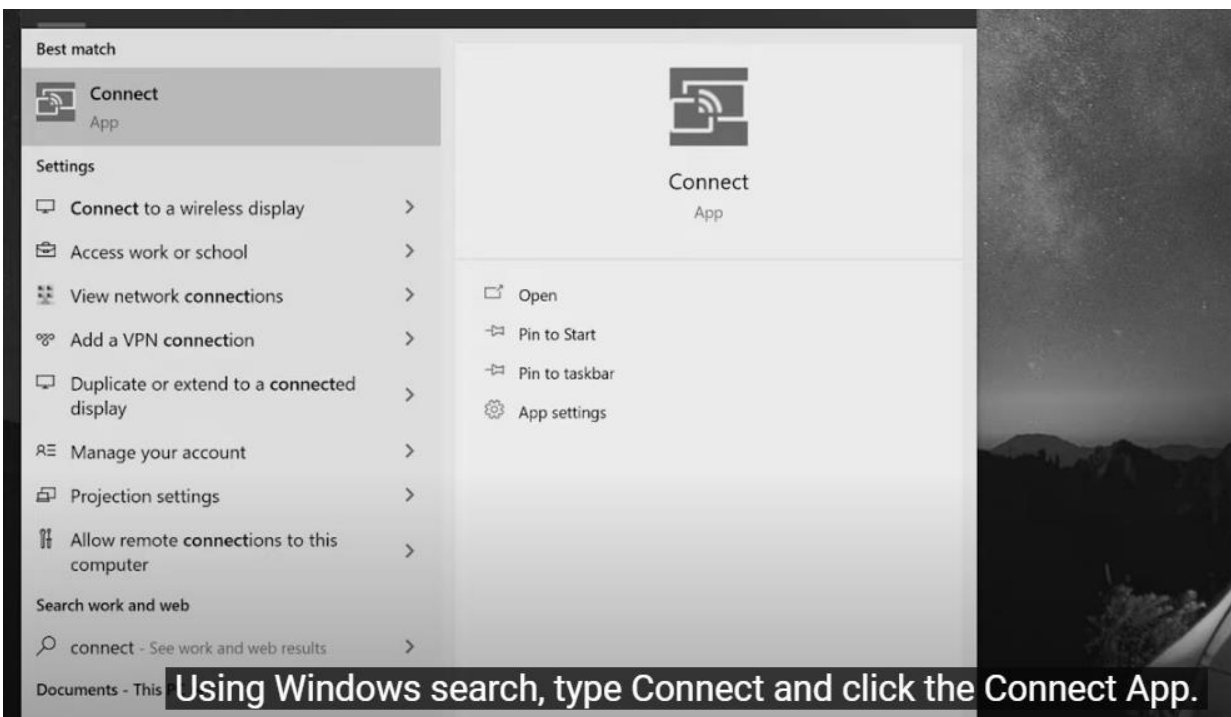 Best match
Connect
App
Settings
Connect to a wireless display
Access work or school
View network connections
Add a VPN connection
Duplicate or extend to a connected
display
Manage your account
Projection settings
Allow remote connections to this
computer
Search work and web
connect - See work and web results
Documents - This
Connect
App
Open
Pin to Start
Pin to taskbar
App settings
Using Windows search, type Connect and click the Connect App.